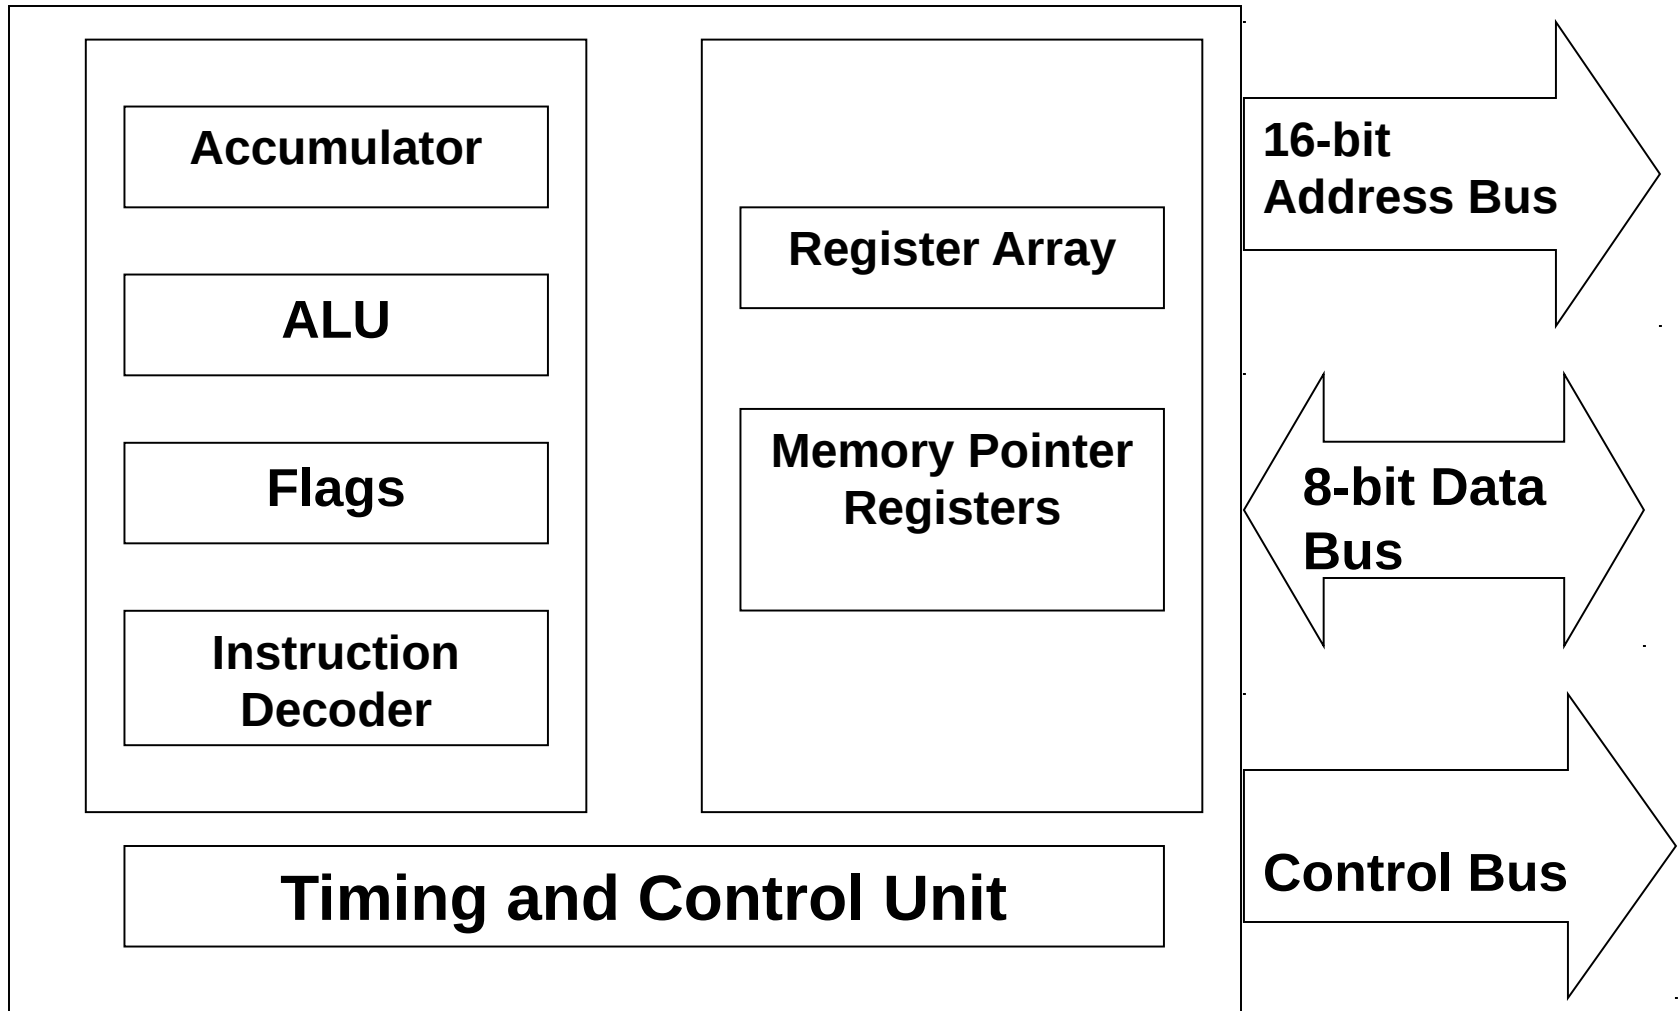 Accumulator
ALU
Flags
Instruction
Decoder
Register Array
Memory Pointer
Registers
Timing and Control Unit
16-bit
Address Bus
8-bit Data
Bus
Control Bus